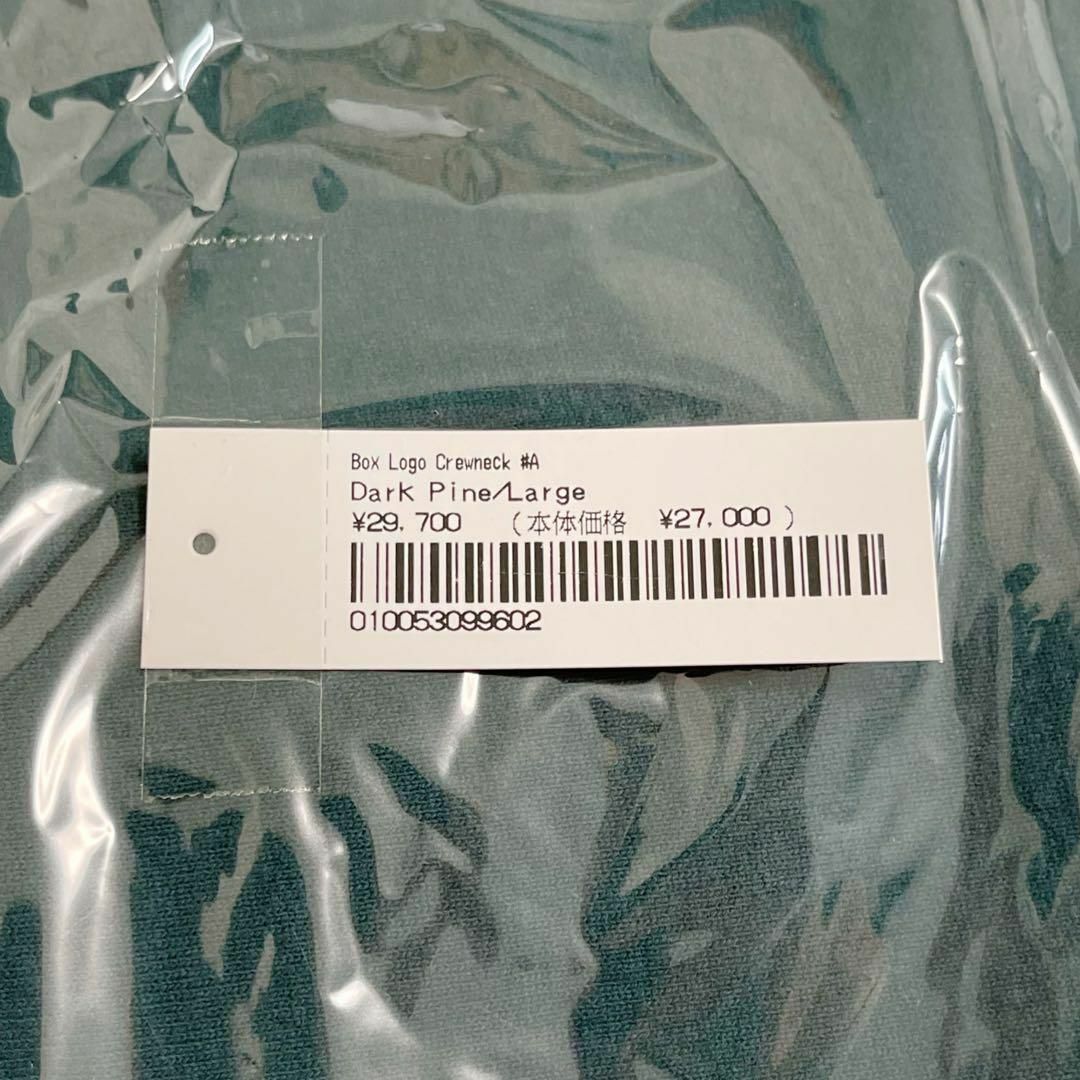 Box Logo Crewneck #A
Dark Pine/Large
¥29,700 (本体価格 ¥27,000 )
010053099602